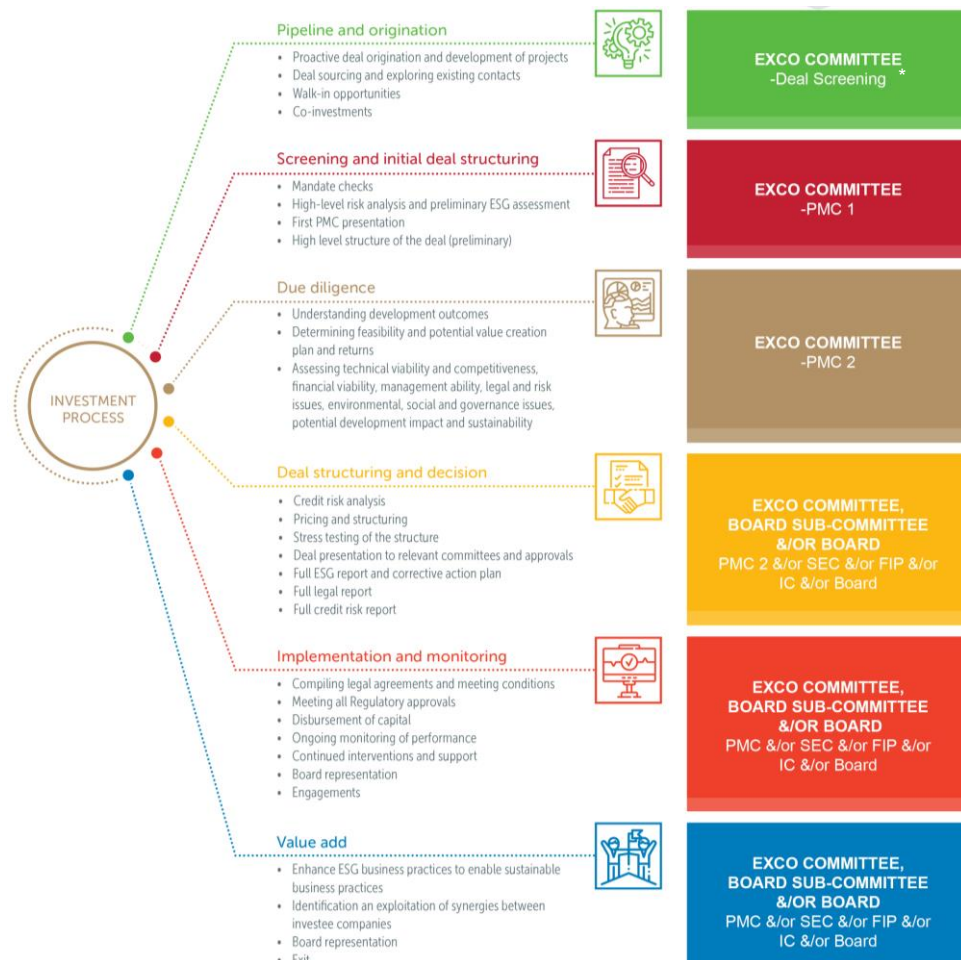 INVESTMENT
PROCESS
Pipeline and origination
• Proactive deal origination and development of projects
• Deal sourcing and exploring existing contacts
• Walk-in opportunities
• Co-investments
EXCO COMMITTEE
-Deal Screening *
Screening and initial deal structuring
• Mandate checks
• High-level risk analysis and preliminary ESG assessment
• First PMC presentation
• High level structure of the deal (preliminary)
EXCO COMMITTEE
-PMC 1
Due diligence
• Understanding development outcomes
• Determining feasibility and potential value creation
plan and returns
• Assessing technical viability and competitiveness,
financial viability, management ability, legal and risk
issues, environmental, social and governance issues,
potential development impact and sustainability
EXCO COMMITTEE
-PMC 2
Deal structuring and decision
• Credit risk analysis
• Pricing and structuring
• Stress testing of the structure
• Deal presentation to relevant committees and approvals
• Full ESG report and corrective action plan
• Full legal report
• Full credit risk report
EXCO COMMITTEE,
BOARD SUB-COMMITTEE
&/OR BOARD
PMC 2 &/or SEC &/or FIP &/or
IC &/or Board
Implementation and monitoring
• Compiling legal agreements and meeting conditions
• Meeting all Regulatory approvals
• Disbursement of capital
• Ongoing monitoring of performance
• Continued interventions and support
• Board representation
• Engagements
EXCO COMMITTEE,
BOARD SUB-COMMITTEE
&/OR BOARD
PMC &/or SEC &/or FIP &/or
IC &/or Board
Value add
• Enhance ESG business practices to enable sustainable
business practices
• Identification an exploitation of synergies between
investee companies
• Board representation
• Exit
EXCO COMMITTEE,
BOARD SUB-COMMITTEE
&/OR BOARD
PMC &/or SEC &/or FIP &/or
IC &/or Board